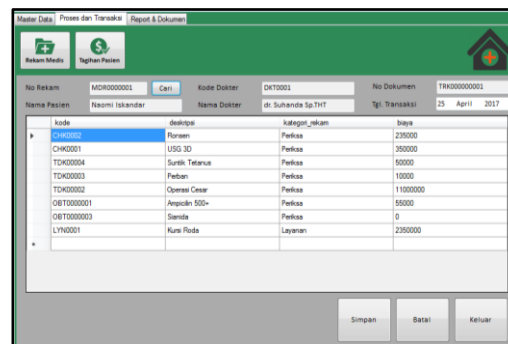 Master Data Proses dan Transaksi Report & Dokumen
Rekam Medis Tagihan Pasien
No Rekam MDR0000001 Cari Kode Dokter DKT0001 No Dokumen TRK000000001
Nama Pasien Naomi Iskandar Nama Dokter dr. Suhanda Sp.THT Tgl. Transaksi 25 April 2017
kode deskripsi kategori_rekam biaya
CHK0002 Ronsen Periksa 235000
CHK0001 USG 3D Periksa 350000
TDK00004 Suntik Tetanus Periksa 50000
TDK00003 Perban Periksa 10000
TDK00002 Operasi Cesar Periksa 11000000
OBT0000001 Ampicilin 500+ Periksa 55000
OBT0000003 Sianida Periksa 0
LYN0001 Kursi Roda Layanan 2350000
Simpan Batal Keluar